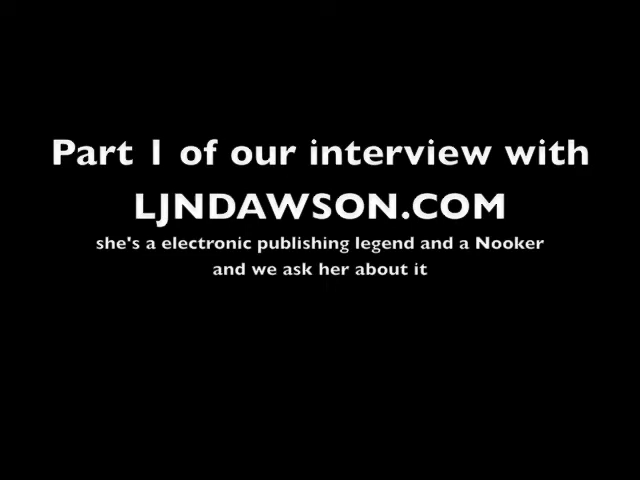 Part 1 of our interview with
LJNDAWSON.COM
she's a electronic publishing legend and a Nooker
and we ask her about it